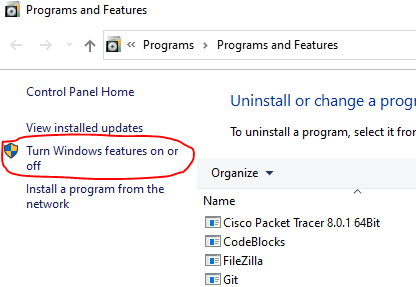 Programs and Features
Programs
Programs and Features
Control Panel Home
View installed updates
Turn Windows features on or
off
Install a program from the
network
Uninstall or change a prog
To uninstall a program, select it fro
Organize
Name
Cisco Packet Tracer 8.0.1 64Bit
CodeBlocks
FileZilla
Git